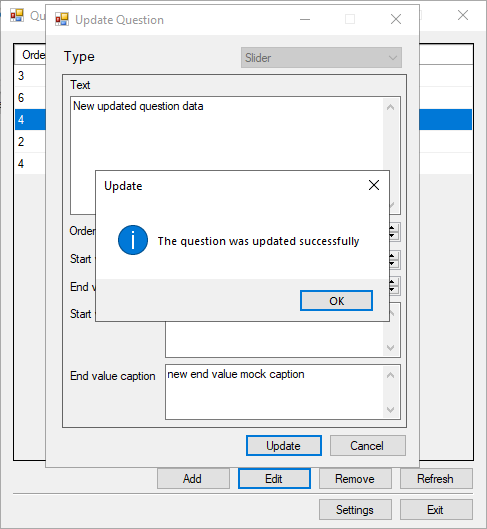 Qu
Update Question
Type
Slider
Orde
3
6
4
2
4
Text
New updated question data
Update
The question was updated successfully
OK
Order
Start
End v
Start
End value caption
new end value mock caption
Update
Cancel
Add
Edit
Remove
Refresh
Settings
Exit